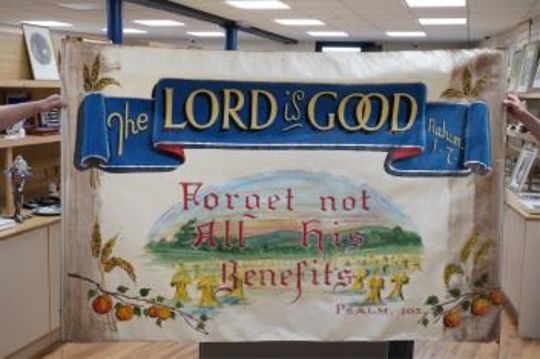 The LORD is GOOD Nahum 1-7
Forget not
All his
Benefits
PSALM, 103.